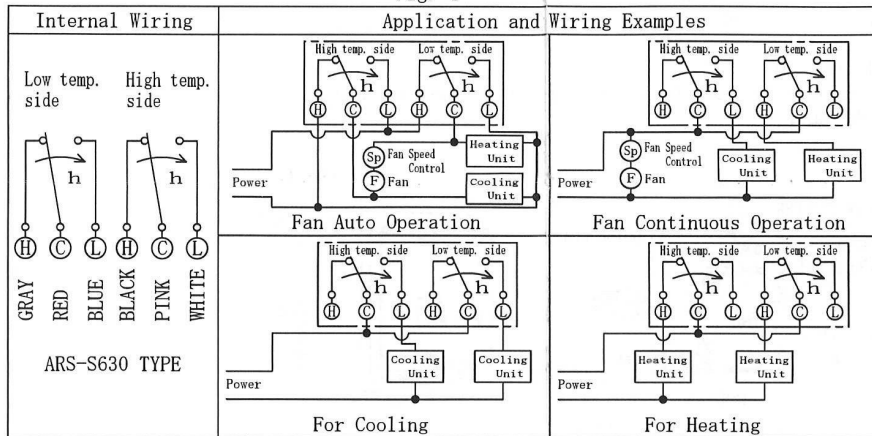 Internal Wiring
Application and Wiring Examples
Low temp. side
High temp. side
h
h
H C L H C L
GRAY
RED
BLUE
BLACK
PINK
WHITE
ARS-S630 TYPE
High temp. side
Low temp. side
h
h
H C L H C L
Sp
Fan Speed
Control
F
Fan
Heating
Unit
Cooling
Unit
Power
Fan Auto Operation
High temp. side
Low temp. side
h
h
H C L H C L
Sp
Fan Speed
Control
F
Fan
Cooling
Unit
Heating
Unit
Power
Fan Continuous Operation
High temp. side
Low temp. side
h
h
H C L H C L
Cooling
Unit
Cooling
Unit
Power
For Cooling
High temp. side
Low temp. side
h
h
H C L H C L
Heating
Unit
Heating
Unit
Power
For Heating